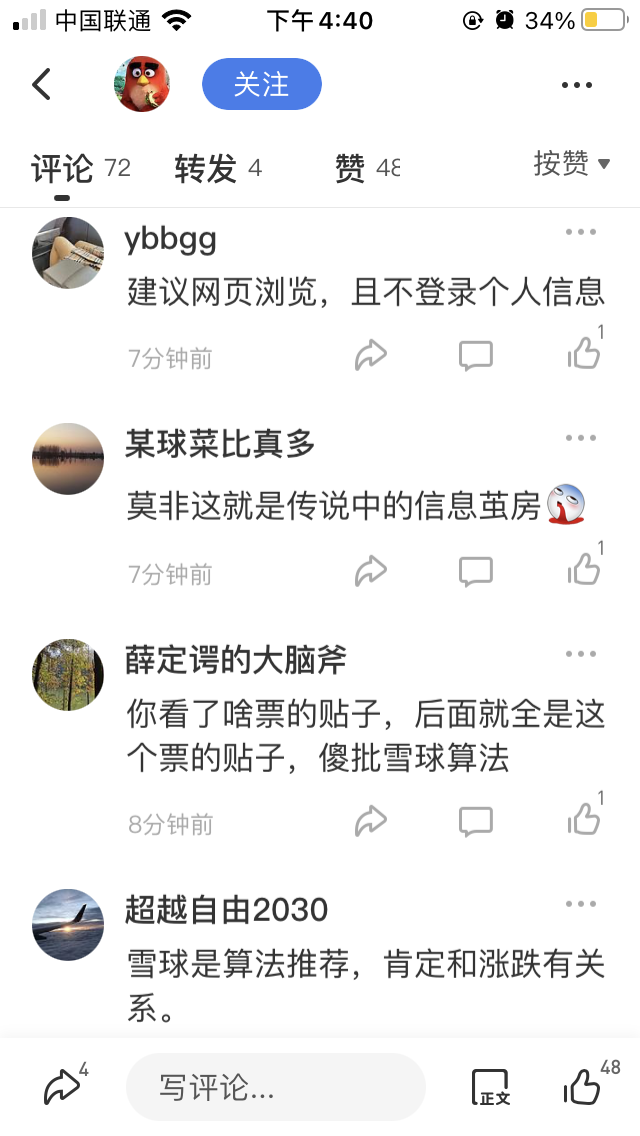 中国联通 下午4:40 34%
关注
评论 72 转发 4 赞 48 按赞
ybbgg
建议网页浏览，且不登录个人信息
7分钟前 1
某球菜比真多
莫非这就是传说中的信息茧房
7分钟前 1
薛定谔的大脑斧
你看了啥票的贴子，后面就全是这
个票的贴子，傻批雪球算法
8分钟前 1
超越自由2030
雪球是算法推荐，肯定和涨跌有关
系。
4 写评论... 正文 48